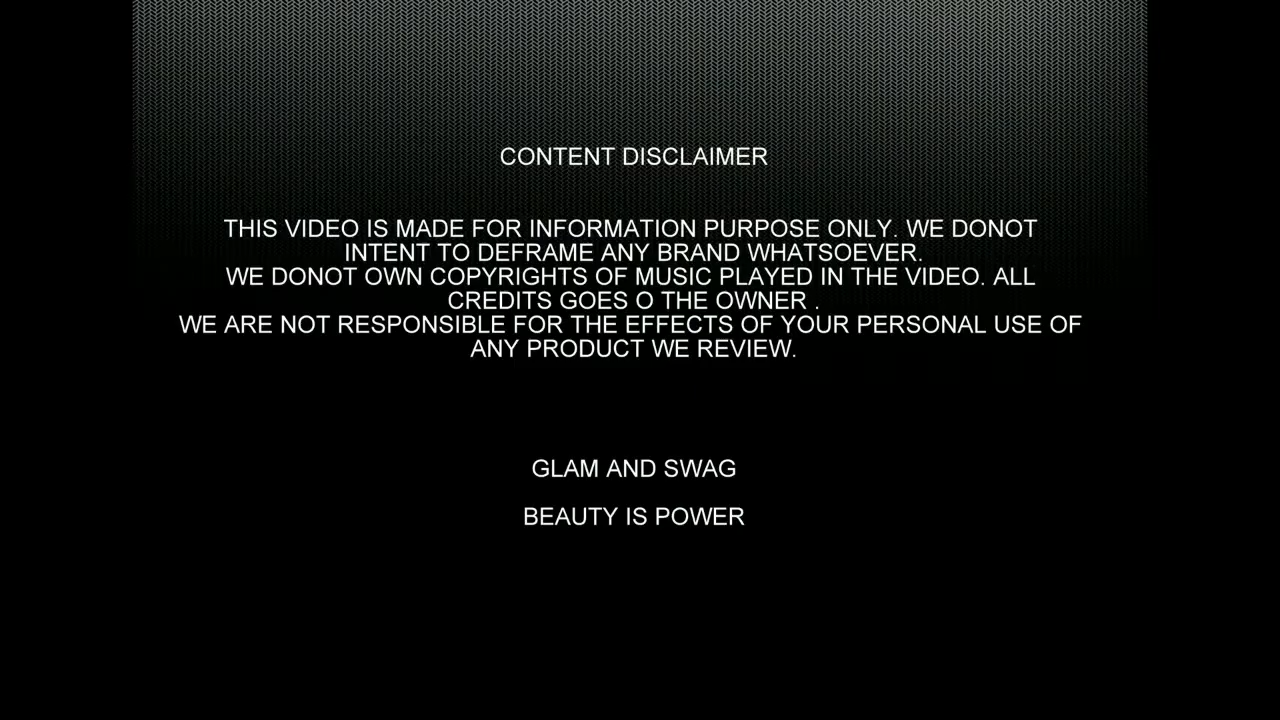 CONTENT DISCLAIMER
THIS VIDEO IS MADE FOR INFORMATION PURPOSE ONLY. WE DONOT
INTENT TO DEFRAME ANY BRAND WHATSOEVER.
WE DONOT OWN COPYRIGHTS OF MUSIC PLAYED IN THE VIDEO. ALL
CREDITS GOES O THE OWNER .
WE ARE NOT RESPONSIBLE FOR THE EFFECTS OF YOUR PERSONAL USE OF
ANY PRODUCT WE REVIEW.
GLAM AND SWAG
BEAUTY IS POWER